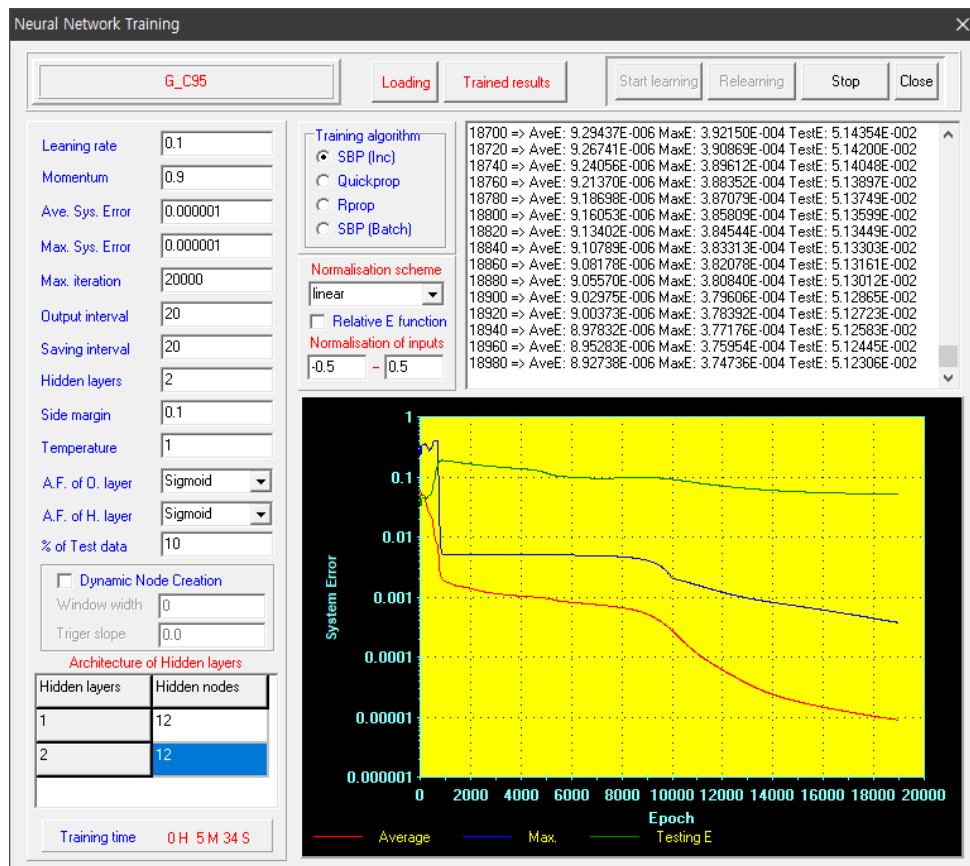 Neural Network Training
G_C95
Loading
Trained results
Start learning
Relearning
Stop
Close
Leaning rate 0.1
Momentum 0.9
Ave. Sys. Error 0.000001
Max. Sys. Error 0.000001
Max. iteration 20000
Output interval 20
Saving interval 20
Hidden layers 2
Side margin 0.1
Temperature 1
A.F. of O. layer Sigmoid
A.F. of H. layer Sigmoid
% of Test data 10
Dynamic Node Creation
Window width 0
Triger slope 0.0
Architecture of Hidden layers
Hidden layers Hidden nodes
1 12
2 12
Training time 0 H 5 M 34 S
Training algorithm
SBP (Inc)
Quickprop
Rprop
SBP (Batch)
Normalisation scheme
linear
Relative E function
Normalisation of inputs
-0.5 – 0.5
18700 => AveE: 9.29437E-006 MaxE: 3.92150E-004 TestE: 5.14354E-002
18720 => AveE: 9.26741E-006 MaxE: 3.90869E-004 TestE: 5.14200E-002
18740 => AveE: 9.24056E-006 MaxE: 3.89612E-004 TestE: 5.14048E-002
18760 => AveE: 9.21370E-006 MaxE: 3.88352E-004 TestE: 5.13897E-002
18780 => AveE: 9.18698E-006 MaxE: 3.87079E-004 TestE: 5.13749E-002
18800 => AveE: 9.16053E-006 MaxE: 3.85809E-004 TestE: 5.13599E-002
18820 => AveE: 9.13402E-006 MaxE: 3.84544E-004 TestE: 5.13449E-002
18840 => AveE: 9.10789E-006 MaxE: 3.83313E-004 TestE: 5.13303E-002
18860 => AveE: 9.08178E-006 MaxE: 3.82078E-004 TestE: 5.13161E-002
18880 => AveE: 9.05570E-006 MaxE: 3.80840E-004 TestE: 5.13012E-002
18900 => AveE: 9.02975E-006 MaxE: 3.79606E-004 TestE: 5.12865E-002
18920 => AveE: 9.00373E-006 MaxE: 3.78392E-004 TestE: 5.12723E-002
18940 => AveE: 8.97832E-006 MaxE: 3.77176E-004 TestE: 5.12583E-002
18960 => AveE: 8.95283E-006 MaxE: 3.75954E-004 TestE: 5.12445E-002
18980 => AveE: 8.92738E-006 MaxE: 3.74736E-004 TestE: 5.12306E-002
System Error
1
0.1
0.01
0.001
0.0001
0.00001
0.000001
0 2000 4000 6000 8000 10000 12000 14000 16000 18000 20000
Epoch
Average Max. Testing E